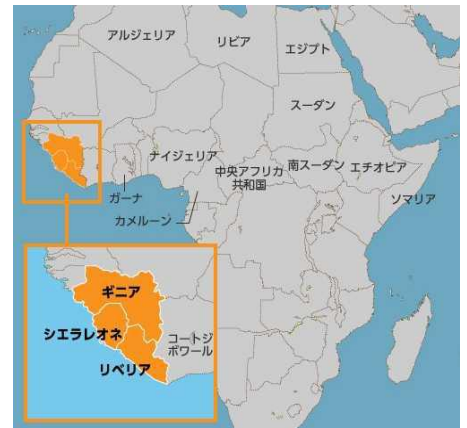 アルジェリア
リビア
エジプト
スーダン
ナイジェリア
中央アフリカ
共和国
南スーダン
エチオピア
ガーナ
カメルーン
ソマリア
ギニア
シエラレオネ
コートジ
ボワール
リベリア